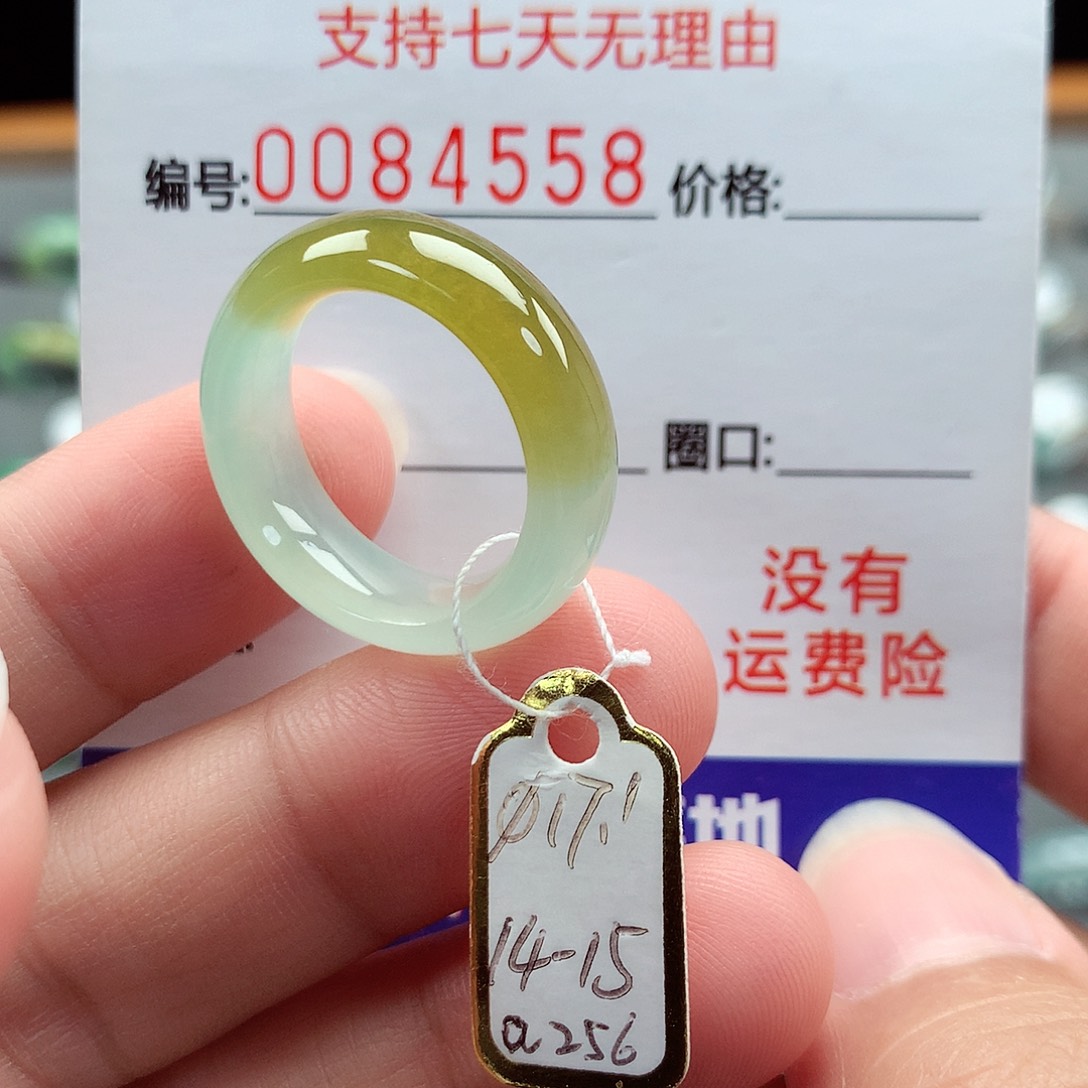 支持七天无理由
编号:0084558 价格:
圈口:
没有
运费险
地
Ø17.1
14-15
a256